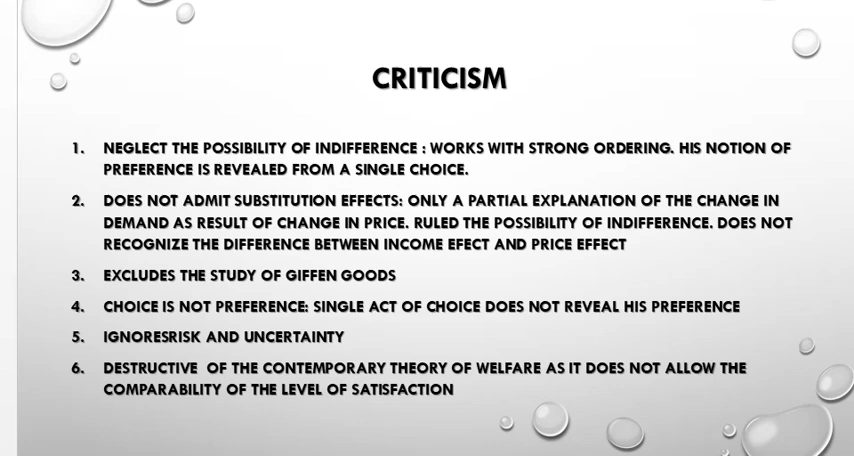 CRITICISM
1. NEGLECT THE POSSIBILITY OF INDIFFERENCE : WORKS WITH STRONG ORDERING. HIS NOTION OF
PREFERENCE IS REVEALED FROM A SINGLE CHOICE.
2. DOES NOT ADMIT SUBSTITUTION EFFECTS: ONLY A PARTIAL EXPLANATION OF THE CHANGE IN
DEMAND AS RESULT OF CHANGE IN PRICE. RULED THE POSSIBILITY OF INDIFFERENCE. DOES NOT
RECOGNIZE THE DIFFERENCE BETWEEN INCOME EFECT AND PRICE EFFECT
3. EXCLUDES THE STUDY OF GIFFEN GOODS
4. CHOICE IS NOT PREFERENCE: SINGLE ACT OF CHOICE DOES NOT REVEAL HIS PREFERENCE
5. IGNORESRISK AND UNCERTAINTY
6. DESTRUCTIVE OF THE CONTEMPORARY THEORY OF WELFARE AS IT DOES NOT ALLOW THE
COMPARABILITY OF THE LEVEL OF SATISFACTION